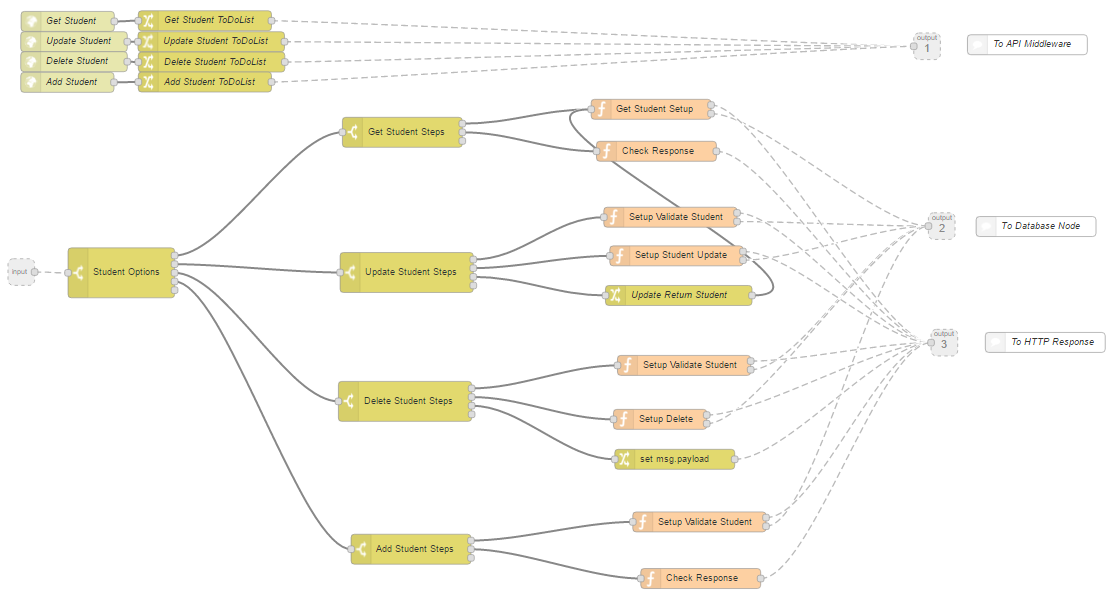 Get Student
Get Student ToDoList
Update Student
Update Student ToDoList
Delete Student
Delete Student ToDoList
Add Student
Add Student ToDoList
output
1
To API Middleware
Get Student Steps
Get Student Setup
Check Response
Setup Validate Student
output
2
To Database Node
input
Student Options
Update Student Steps
Setup Student Update
Update Return Student
output
3
To HTTP Response
Setup Validate Student
Delete Student Steps
Setup Delete
set msg.payload
Setup Validate Student
Add Student Steps
Check Response